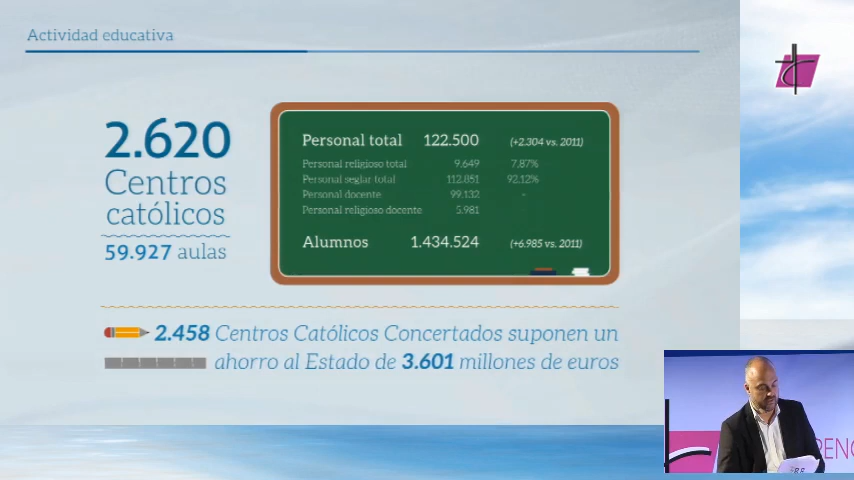 Actividad educativa
2.620
Centros
católicos
59.927 aulas
Personal total 122.500 (+2.304 vs. 2011)
Personal religioso total 9.649 7,87%
Personal seglar total 112.851 92,12%
Personal docente 99.132 -
Personal religioso docente 5.981
Alumnos 1.434.524 (+6.985 vs. 2011)
2.458 Centros Católicos Concertados suponen un
ahorro al Estado de 3.601 millones de euros